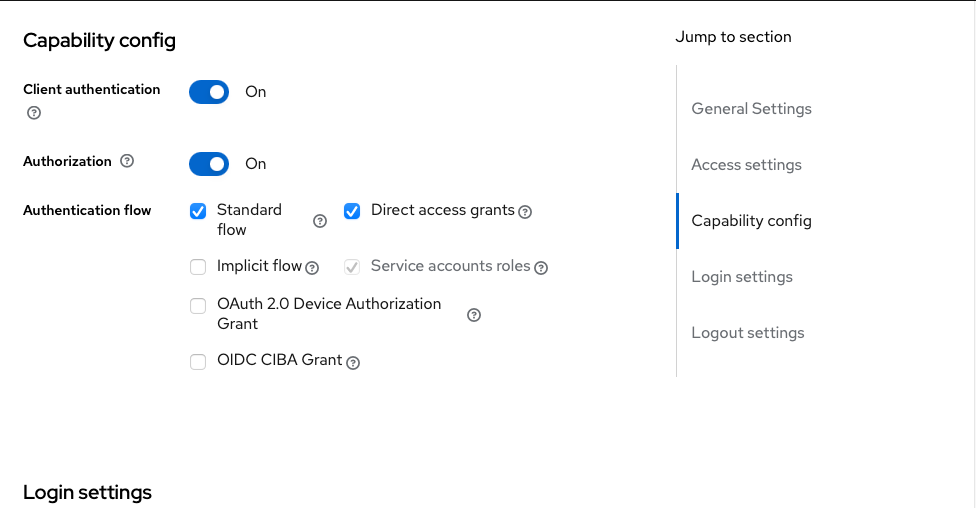 Capability config
Client authentication
On
Authorization
On
Authentication flow
Standard
flow
Direct access grants
Implicit flow
Service accounts roles
OAuth 2.0 Device Authorization
Grant
OIDC CIBA Grant
Login settings
Jump to section
General Settings
Access settings
Capability config
Login settings
Logout settings